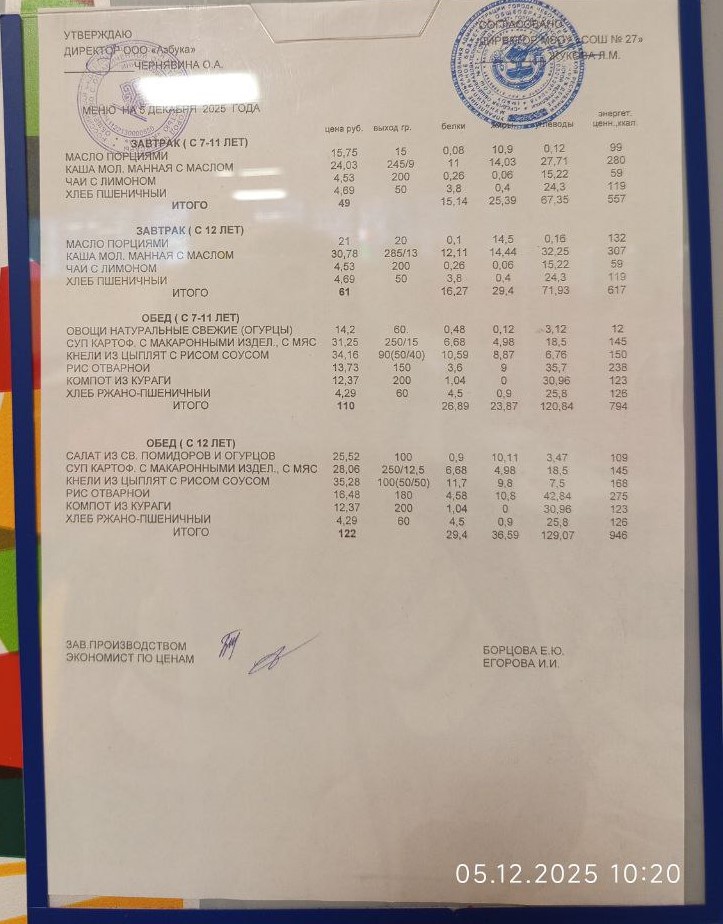 УТВЕРЖДАЮ
ДИРЕКТОР ООО «Азбука»
ЧЕРНЯВИНА О.А.
СОГЛАСОВАНО
ДИРЕКТОР МБОУ «СОШ № 27»
ЖУКОВА Л.М.
МЕНЮ НА 5 ДЕКАБРЯ 2025 ГОДА
цена руб. выход гр. белки углеводы энергет. ценн.,ккал.
ЗАВТРАК ( С 7-11 ЛЕТ)
МАСЛО ПОРЦИЯМИ 15,75 15 0,08 10,9 0,12 99
КАША МОЛ. МАННАЯ С МАСЛОМ 24,03 245/9 11 14,03 27,71 280
ЧАИ С ЛИМОНОМ 4,53 200 0,26 0,06 15,22 59
ХЛЕБ ПШЕНИЧНЫЙ 4,69 50 3,8 0,4 24,3 119
ИТОГО 49 15,14 25,39 67,35 557
ЗАВТРАК ( С 12 ЛЕТ)
МАСЛО ПОРЦИЯМИ 21 20 0,1 14,5 0,16 132
КАША МОЛ. МАННАЯ С МАСЛОМ 30,78 285/13 12,11 14,44 32,25 307
ЧАИ С ЛИМОНОМ 4,53 200 0,26 0,06 15,22 59
ХЛЕБ ПШЕНИЧНЫЙ 4,69 50 3,8 0,4 24,3 119
ИТОГО 61 16,27 29,4 71,93 617
ОБЕД ( С 7-11 ЛЕТ)
ОВОЩИ НАТУРАЛЬНЫЕ СВЕЖИЕ (ОГУРЦЫ) 14,2 60. 0,48 0,12 3,12 12
СУП КАРТОФ. С МАКАРОННЫМИ ИЗДЕЛ., С МЯС 31,25 250/15 6,68 4,98 18,5 145
КНЕЛИ ИЗ ЦЫПЛЯТ С РИСОМ СОУСОМ 34,16 90(50/40) 10,59 8,87 6,76 150
РИС ОТВАРНОЙ 13,73 150 3,6 9 35,7 238
КОМПОТ ИЗ КУРАГИ 12,37 200 1,04 0 30,96 123
ХЛЕБ РЖАНО-ПШЕНИЧНЫЙ 4,29 60 4,5 0,9 25,8 126
ИТОГО 110 26,89 23,87 120,84 794
ОБЕД ( С 12 ЛЕТ)
САЛАТ ИЗ СВ. ПОМИДОРОВ И ОГУРЦОВ 25,52 100 0,9 10,11 3,47 109
СУП КАРТОФ. С МАКАРОННЫМИ ИЗДЕЛ., С МЯС 28,06 250/12,5 6,68 4,98 18,5 145
КНЕЛИ ИЗ ЦЫПЛЯТ С РИСОМ СОУСОМ 35,28 100(50/50) 11,7 9,8 7,5 168
РИС ОТВАРНОЙ 16,48 180 4,58 10,8 42,84 275
КОМПОТ ИЗ КУРАГИ 12,37 200 1,04 0 30,96 123
ХЛЕБ РЖАНО-ПШЕНИЧНЫЙ 4,29 60 4,5 0,9 25,8 126
ИТОГО 122 29,4 36,59 129,07 946
ЗАВ.ПРОИЗВОДСТВОМ БОРЦОВА Е.Ю.
ЭКОНОМИСТ ПО ЦЕНАМ ЕГОРОВА И.И.
05.12.2025 10:20